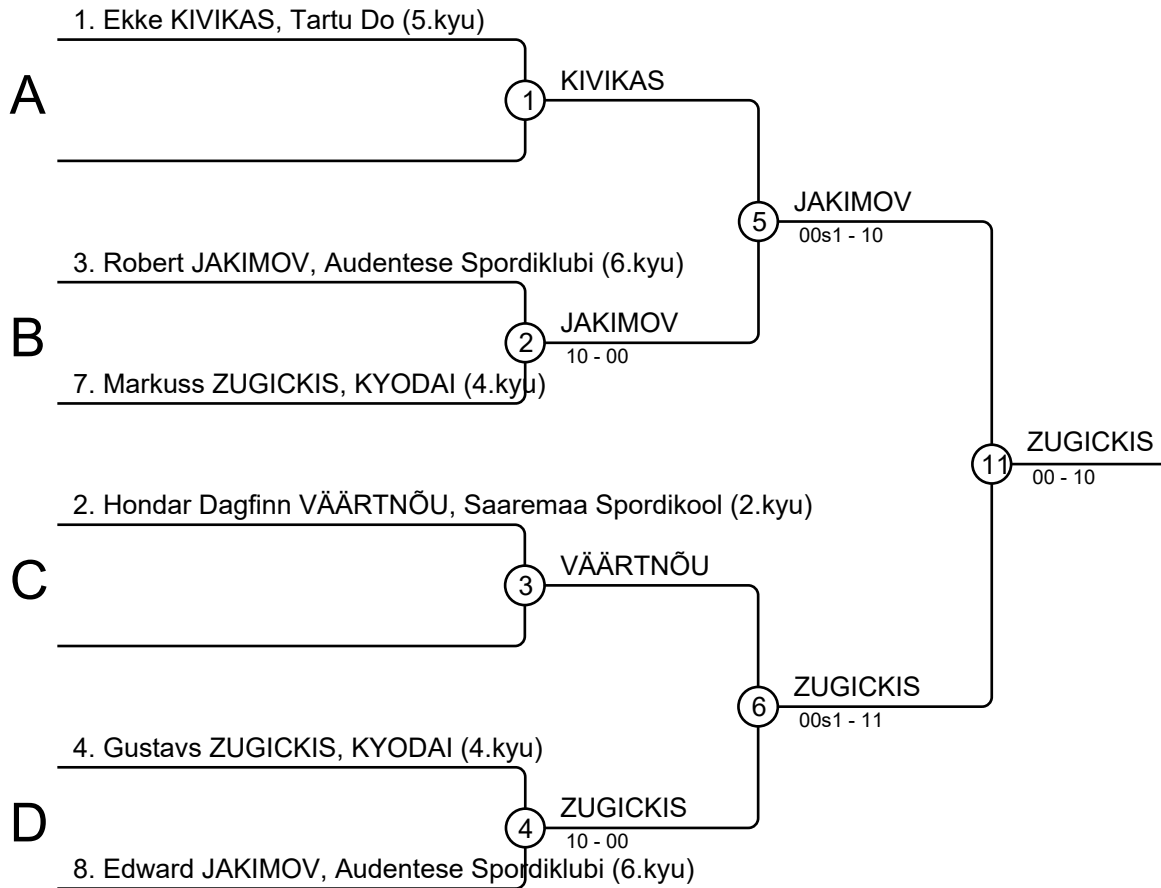 1. Ekke KIVIKAS, Tartu Do (5.kyu)
A
1
KIVIKAS
5
JAKIMOV
00s1 - 10
3. Robert JAKIMOV, Audentese Spordiklubi (6.kyu)
B
2
JAKIMOV
10 - 00
7. Markuss ZUGICKIS, KYODAI (4.kyu)
11
ZUGICKIS
00 - 10
2. Hondar Dagfinn VÄÄRTNÕU, Saaremaa Spordikool (2.kyu)
C
3
VÄÄRTNÕU
6
ZUGICKIS
00s1 - 11
4. Gustavs ZUGICKIS, KYODAI (4.kyu)
D
4
ZUGICKIS
10 - 00
8. Edward JAKIMOV, Audentese Spordiklubi (6.kyu)